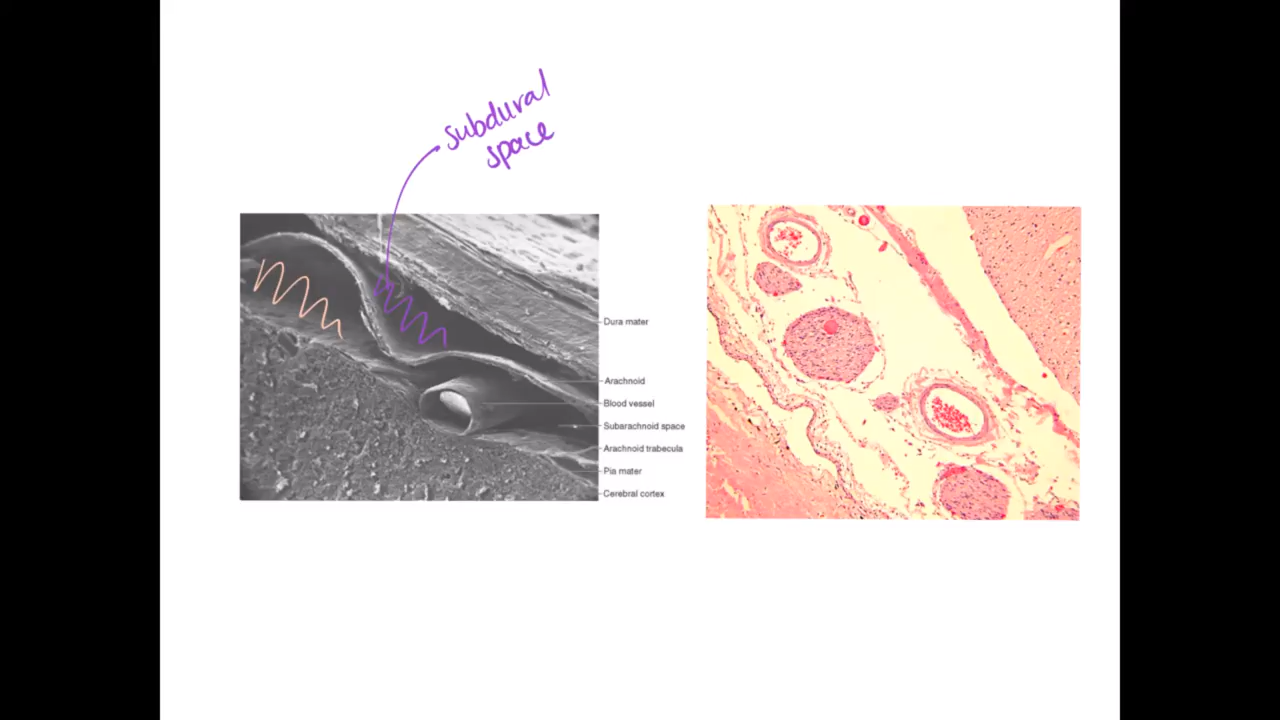 subdural
space
Dura mater
Arachnoid
Blood vessel
Subarachnoid space
Arachnoid trabecula
Pia mater
Cerebral cortex